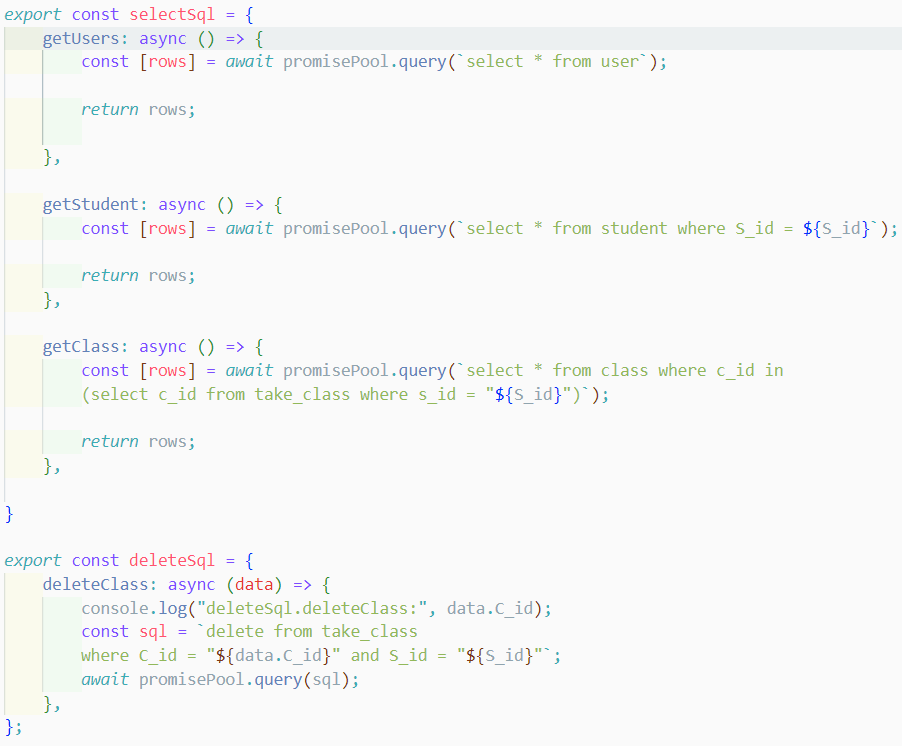 export const selectSql = {
    getUsers: async () => {
        const [rows] = await promisePool.query(`select * from user`);

        return rows;

    },

    getStudent: async () => {
        const [rows] = await promisePool.query(`select * from student where S_id = ${S_id}`);

        return rows;
    },

    getClass: async () => {
        const [rows] = await promisePool.query(`select * from class where c_id in
        (select c_id from take_class where s_id = "${S_id}")`);

        return rows;
    },

}

export const deleteSql = {
    deleteClass: async (data) => {
        console.log("deleteSql.deleteClass:", data.C_id);
        const sql = `delete from take_class
        where C_id = "${data.C_id}" and S_id = "${S_id}"`;
        await promisePool.query(sql);
    },
};